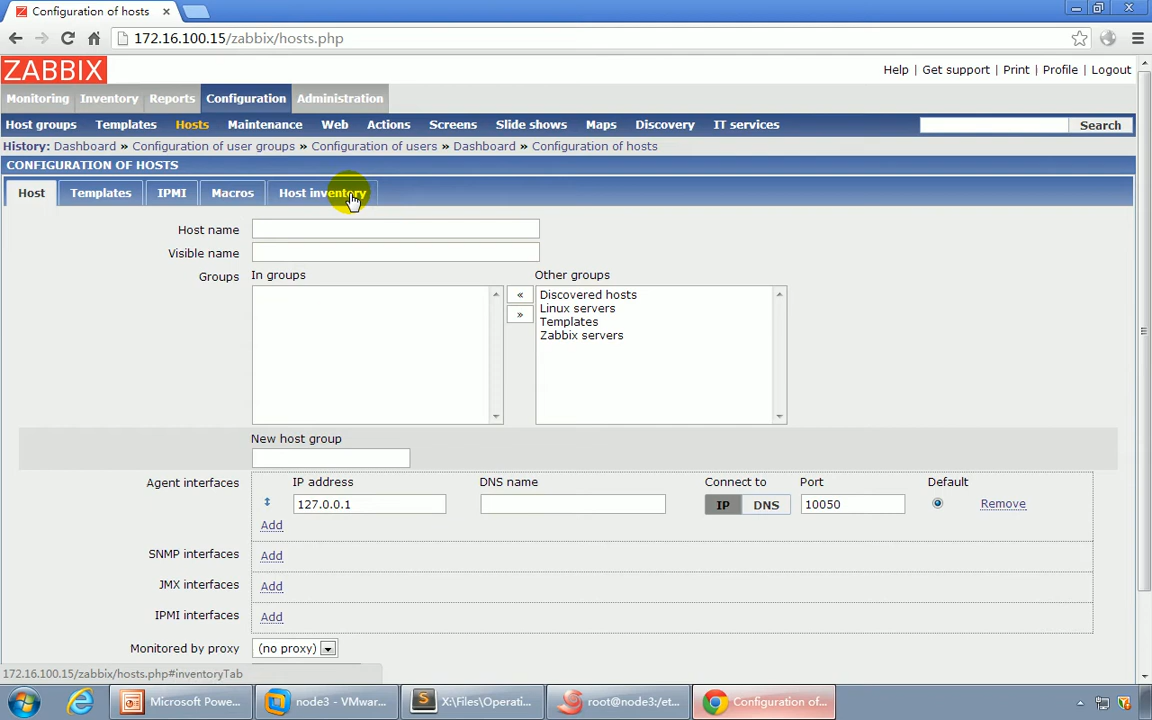 Configuration of hosts
172.16.100.15/zabbix/hosts.php
ZABBIX
Help | Get support | Print | Profile | Logout
Monitoring Inventory Reports Configuration Administration
Host groups Templates Hosts Maintenance Web Actions Screens Slide shows Maps Discovery IT services Search
History: Dashboard » Configuration of user groups » Configuration of users » Dashboard » Configuration of hosts
CONFIGURATION OF HOSTS
Host Templates IPMI Macros Host inventory
Host name
Visible name
Groups In groups Other groups
« Discovered hosts
Linux servers
» Templates
Zabbix servers
New host group
Agent interfaces IP address DNS name Connect to Port Default
127.0.0.1 IP DNS 10050 Remove
Add
SNMP interfaces Add
JMX interfaces Add
IPMI interfaces Add
Monitored by proxy (no proxy)
172.16.100.15/zabbix/hosts.php#inventoryTab
Microsoft Powe... node3 - VMwar... X:\Files\Operati... root@node3:/et... Configuration of...